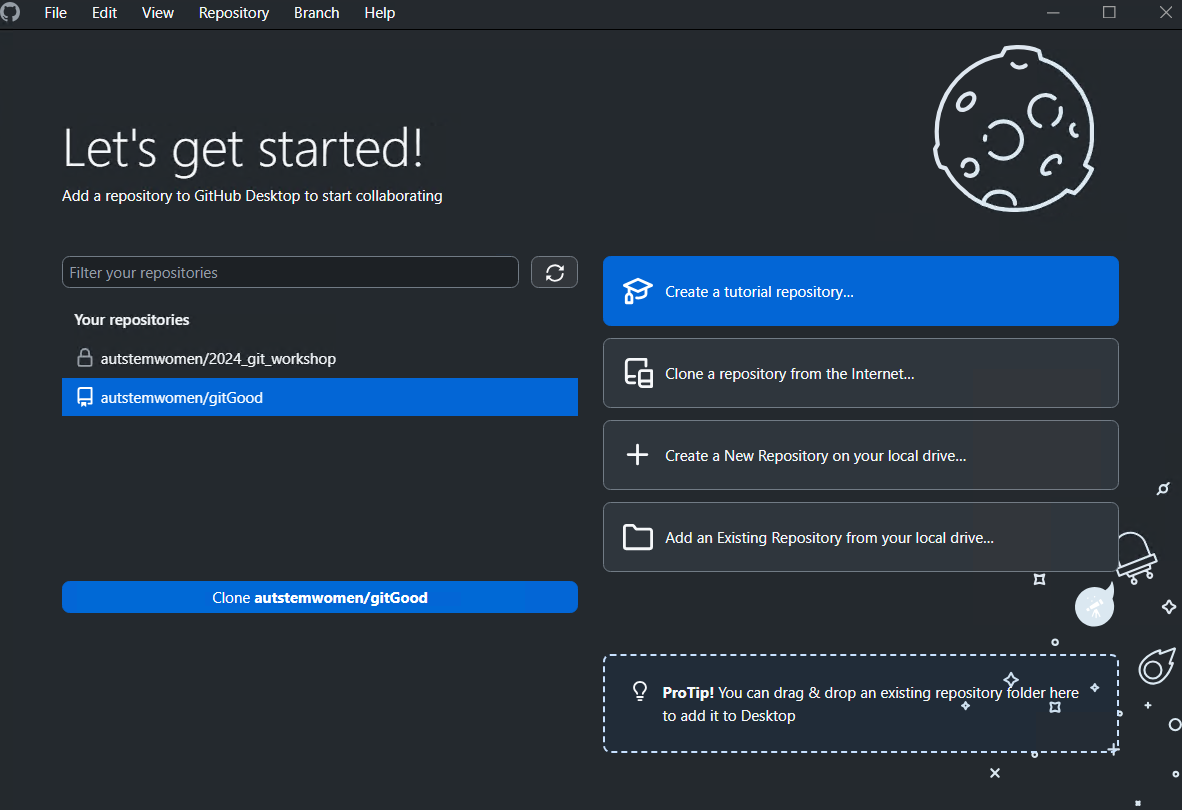 File Edit View Repository Branch Help
Let's get started!
Add a repository to GitHub Desktop to start collaborating
Filter your repositories
Your repositories
autstemwomen/2024_git_workshop
autstemwomen/gitGood
Clone autstemwomen/gitGood
Create a tutorial repository...
Clone a repository from the Internet...
Create a New Repository on your local drive...
Add an Existing Repository from your local drive...
ProTip! You can drag & drop an existing repository folder here
to add it to Desktop